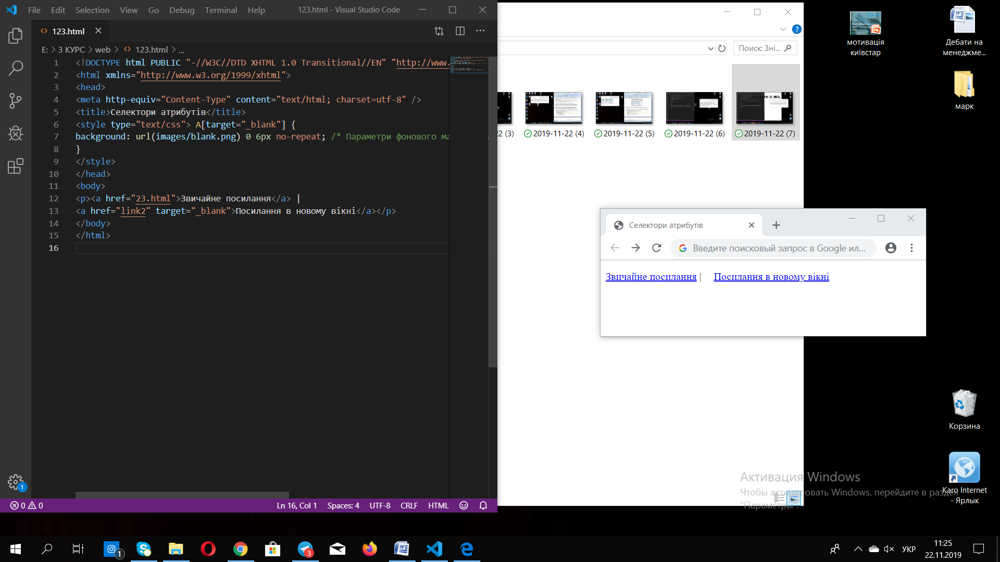 File Edit Selection View Go Debug Terminal Help 123.html - Visual Studio Code
123.html
E: > 3 КУРС > web > 123.html > ...
1 <!DOCTYPE html PUBLIC "-//W3C//DTD XHTML 1.0 Transitional//EN" "http://www.
2 <html xmlns="http://www.w3.org/1999/xhtml">
3 <head>
4 <meta http-equiv="Content-Type" content="text/html; charset=utf-8" />
5 <title>Селектори атрибутів</title>
6 <style type="text/css"> A[target="_blank"] {
7 background: url(images/blank.png) 0 6px no-repeat; /* Параметри фонового ма
8 }
9 </style>
10 </head>
11 <body>
12 <p><a href="23.html">Звичайне посилання</a> |
13 <a href="link2" target="_blank">Посилання в новому вікні</a></p>
14 </body>
15 </html>
16
1
0 0 Ln 16, Col 1 Spaces: 4 UTF-8 CRLF HTML
?
Поиск: Зні...
22 (3) 2019-11-22 (4) 2019-11-22 (5) 2019-11-22 (6) 2019-11-22 (7)
Селектори атрибутів
Введите поисковый запрос в Google ил...
Звичайне посилання | Посилання в новому вікні
мотивація
київстар
Дебати на
менеджме...
марк
Корзина
Karo Internet
- Ярлык
Активация Windows
Чтобы активировать Windows, перейдите в раздел
"Параметры".
1
3
УКР
11:25
22.11.2019